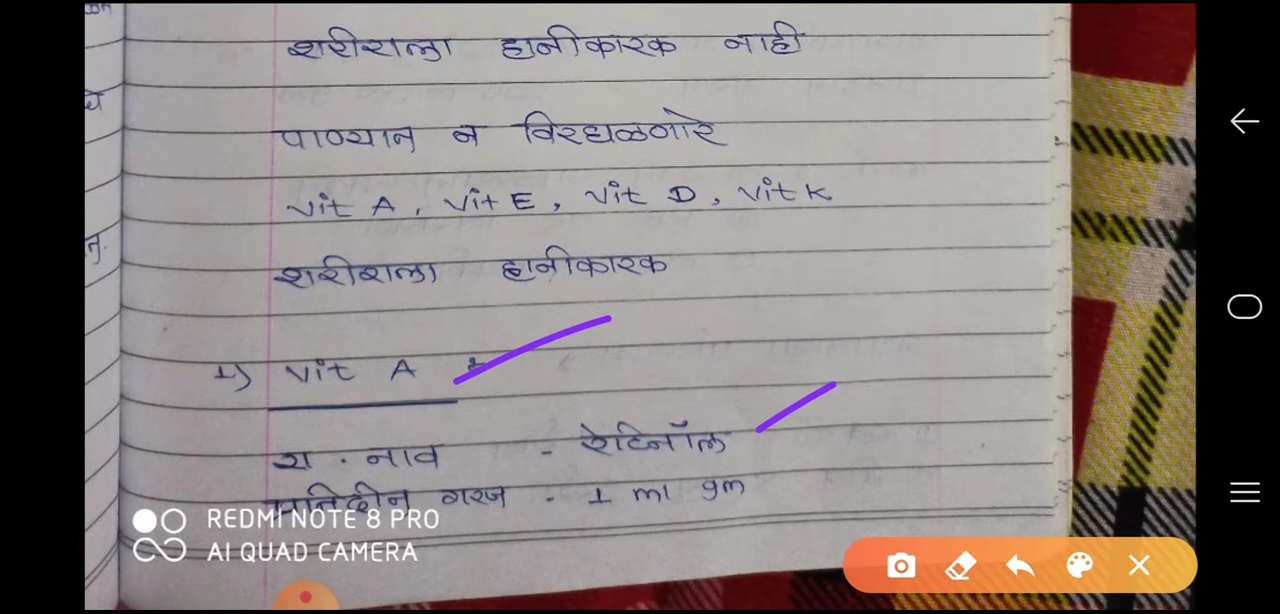 शरीराला हानीकारक नाही
पाण्यान न विरघळणारे
Vit A, Vit E, Vit D, Vit K
शरीराला हानीकारक
1) Vit A :
रा. नाव - रेटिनॉल
प्रतिदीन गरज - 1 ml gm
REDMI NOTE 8 PRO
AI QUAD CAMERA